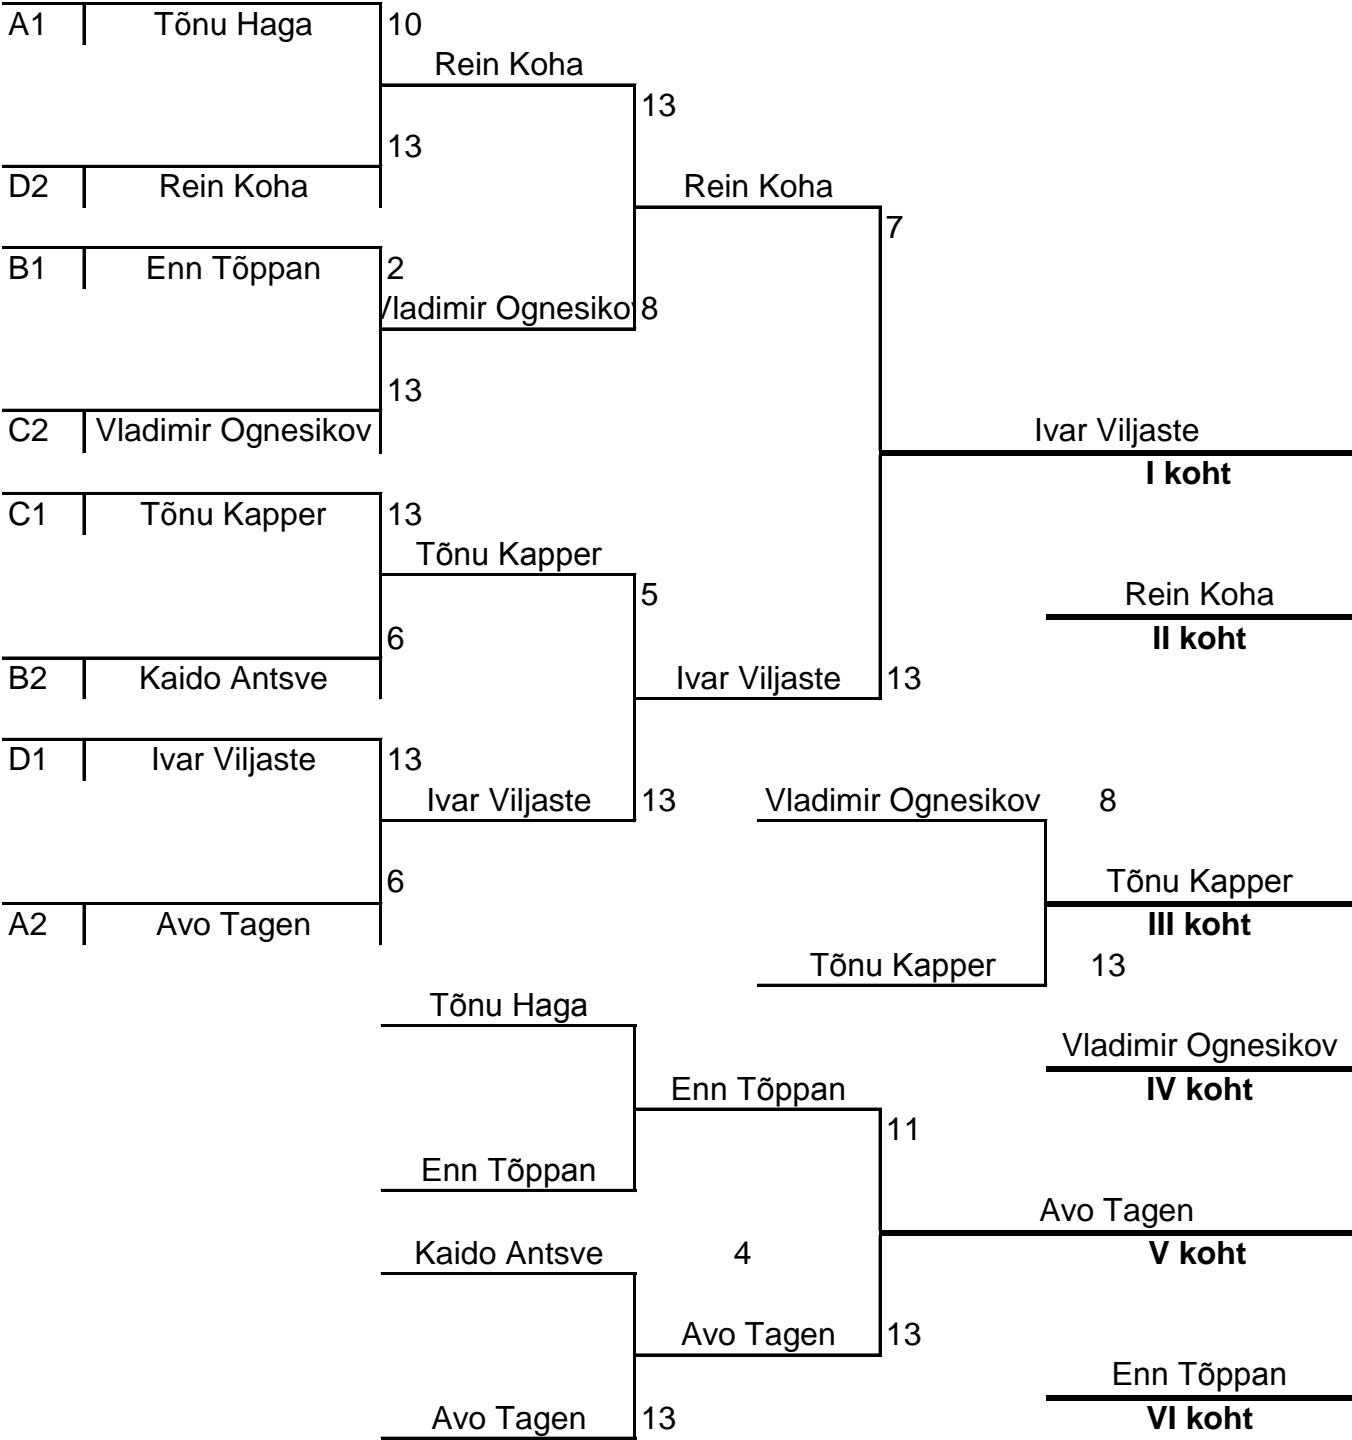 A1 Tõnu Haga 10
Rein Koha
13
13
D2 Rein Koha Rein Koha
7
B1 Enn Tõppan 2
Vladimir Ognesikov 8
13
C2 Vladimir Ognesikov Ivar Viljaste
I koht
C1 Tõnu Kapper 13
Tõnu Kapper
5 Rein Koha
6 II koht
B2 Kaido Antsve Ivar Viljaste 13
D1 Ivar Viljaste 13
Ivar Viljaste 13 Vladimir Ognesikov 8
6 Tõnu Kapper
A2 Avo Tagen III koht
Tõnu Kapper 13
Tõnu Haga
Vladimir Ognesikov
Enn Tõppan IV koht
11
Enn Tõppan
Avo Tagen
Kaido Antsve 4 V koht
Avo Tagen 13
Enn Tõppan
Avo Tagen 13 VI koht